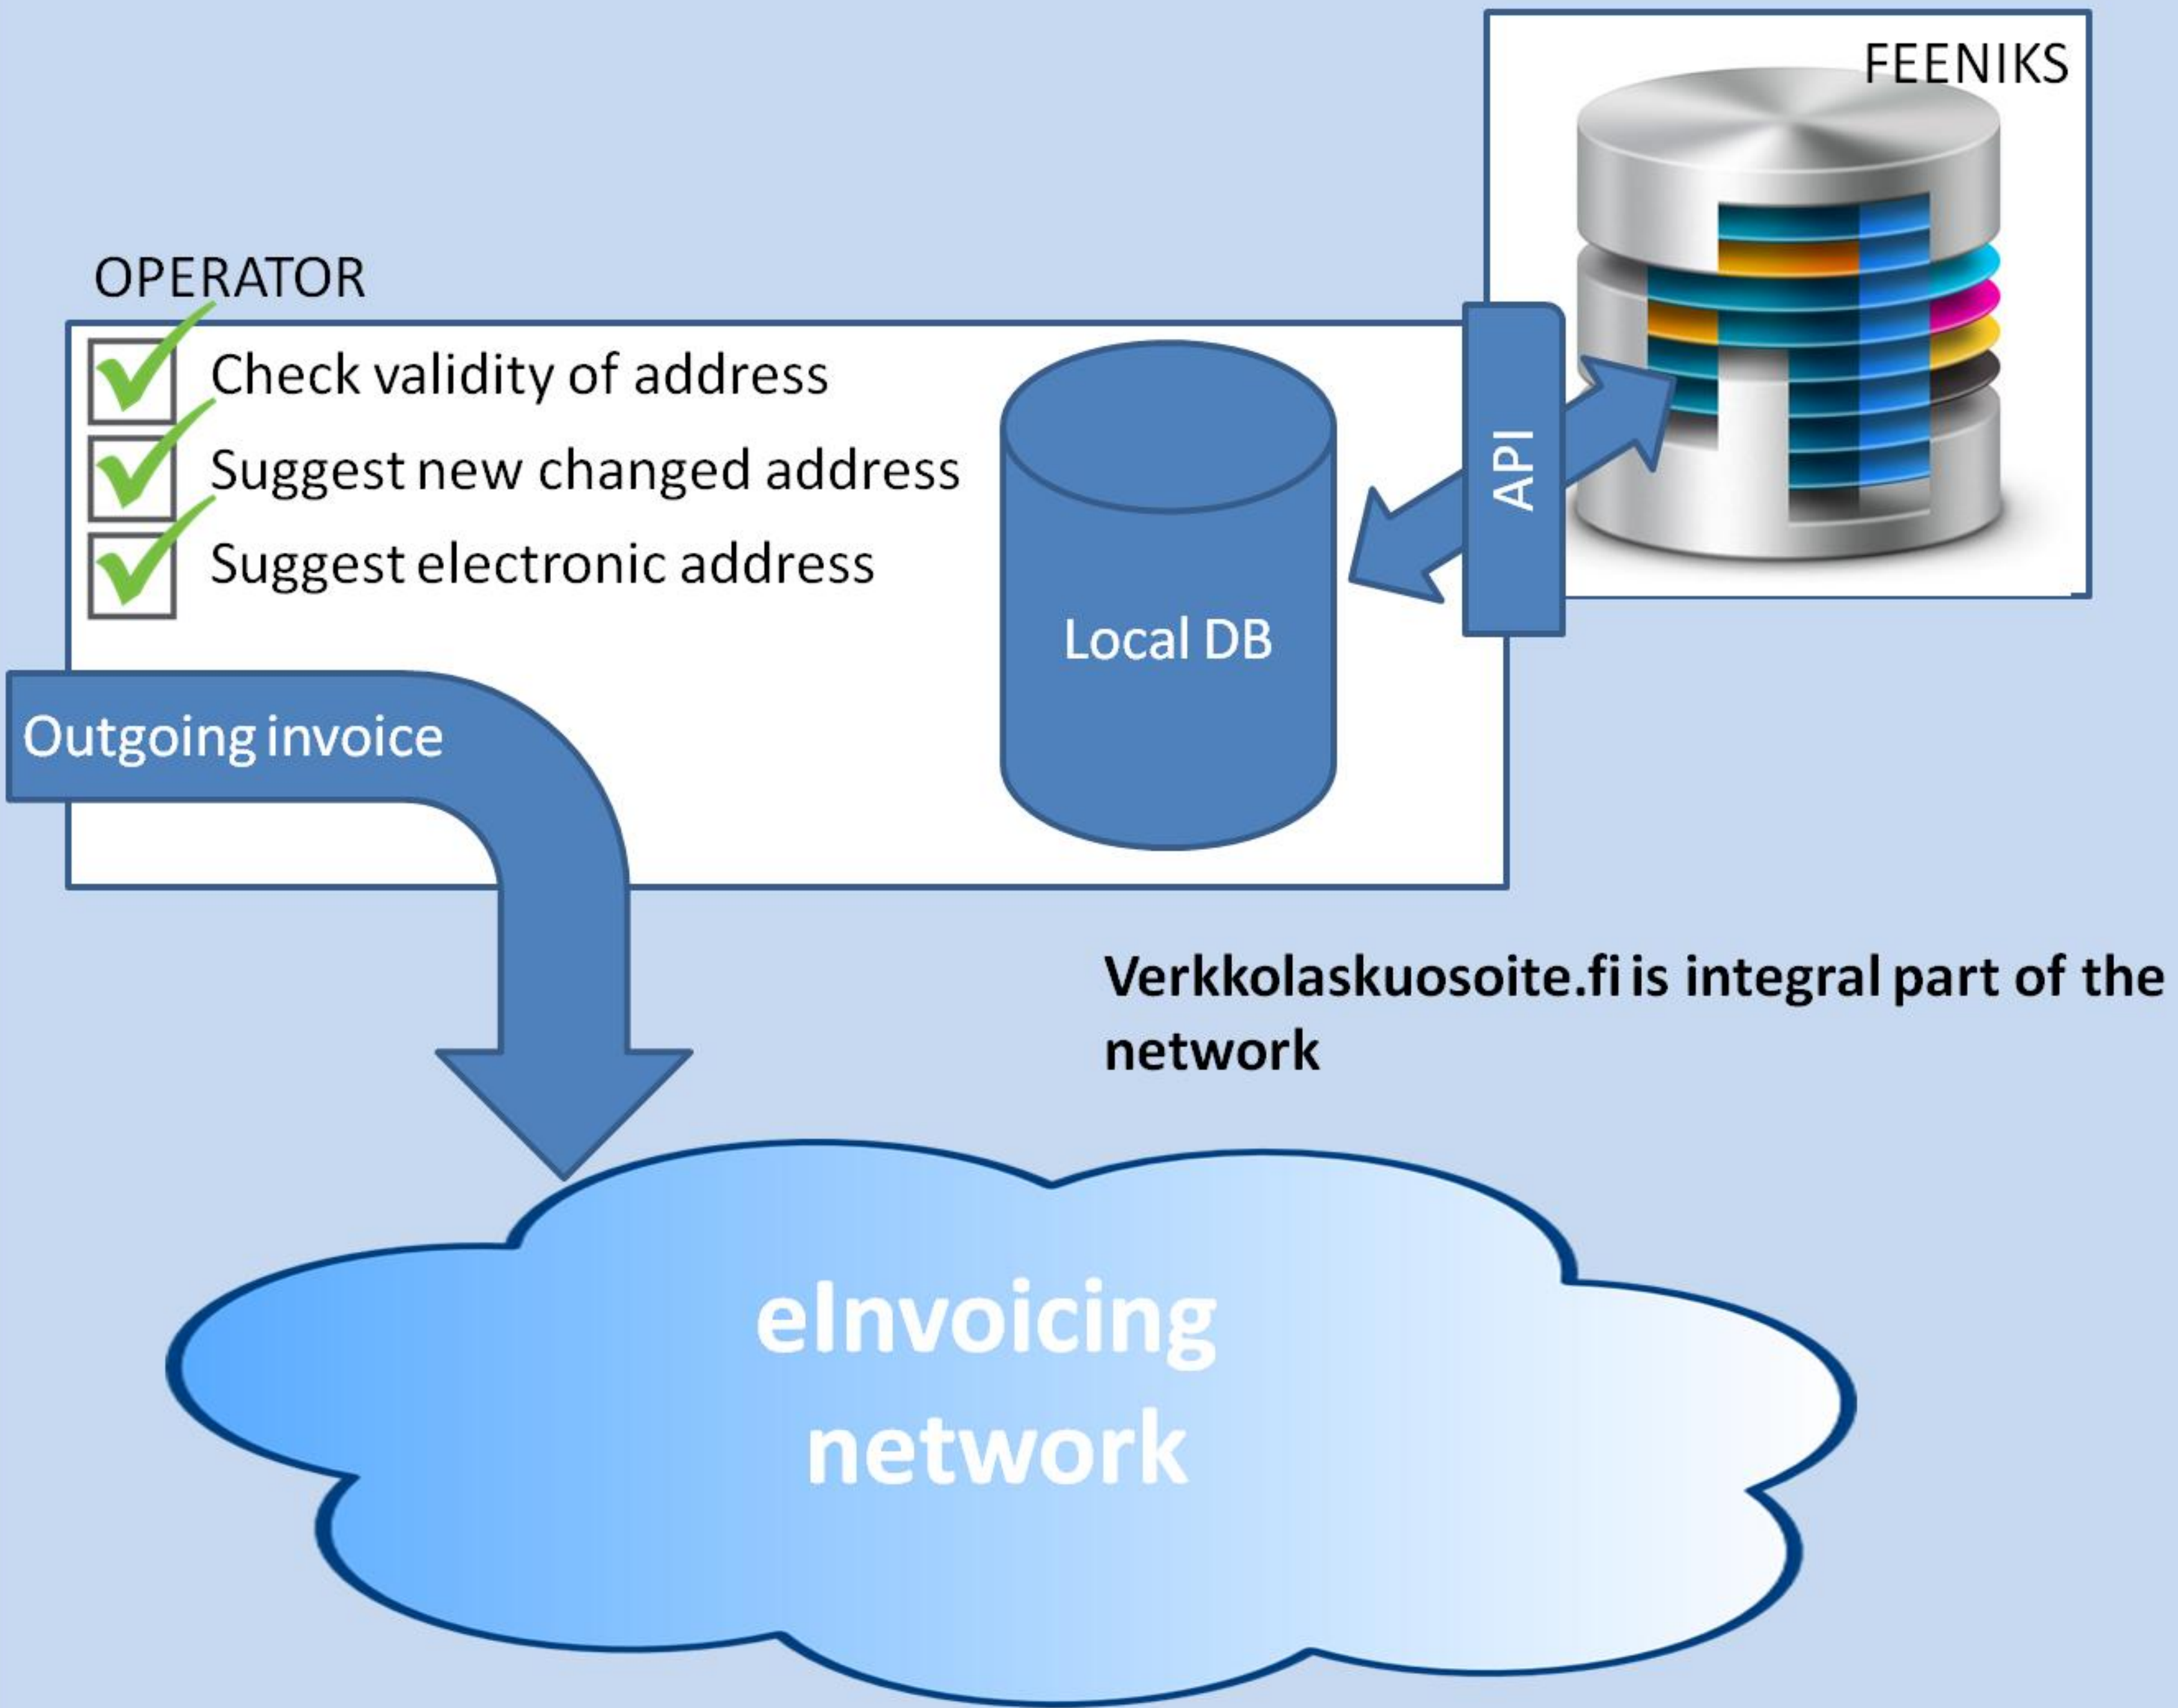 FEENIKS
OPERATOR
Check validity of address
Suggest new changed address
Suggest electronic address
API
Local DB
Outgoing invoice
Verkkolaskuosoite.fi is integral part of the
network
eInvoicing
network